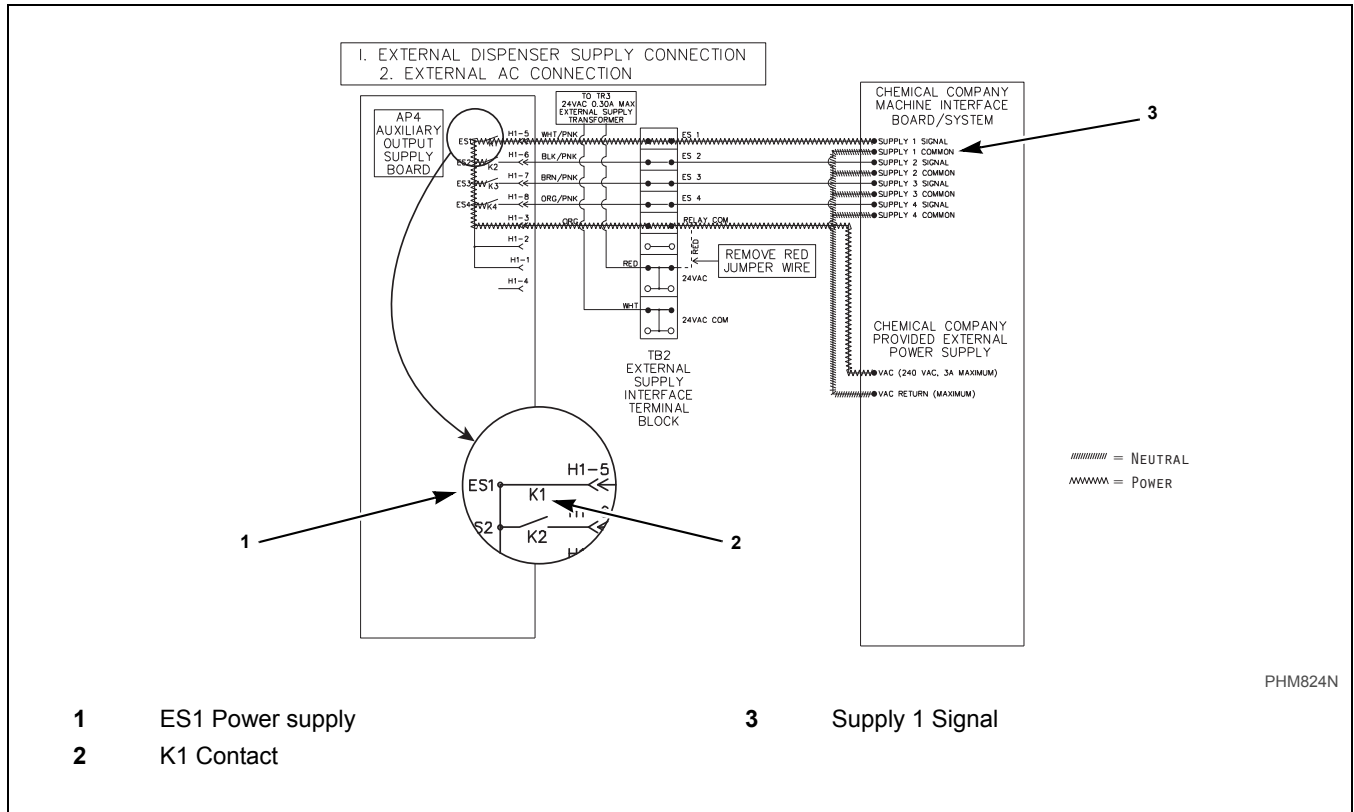 1. EXTERNAL DISPENSER SUPPLY CONNECTION
2. EXTERNAL AC CONNECTION
AP4
AUXILIARY
OUTPUT
SUPPLY
BOARD
TO TR3
24VAC 0.30A MAX
EXTERNAL SUPPLY
TRANSFORMER
CHEMICAL COMPANY
MACHINE INTERFACE
BOARD/SYSTEM
3
ES1 K1 H1-5 WHT/PNK ES 1 SUPPLY 1 SIGNAL
SUPPLY 1 COMMON
ES2 K2 H1-6 BLK/PNK ES 2 SUPPLY 2 SIGNAL
SUPPLY 2 COMMON
ES3 K3 H1-7 BRN/PNK ES 3 SUPPLY 3 SIGNAL
SUPPLY 3 COMMON
ES4 K4 H1-8 ORG/PNK ES 4 SUPPLY 4 SIGNAL
SUPPLY 4 COMMON
H1-3 ORG RELAY COM
H1-2
H1-1
H1-4
RED
RED
24VAC
REMOVE RED
JUMPER WIRE
WHT
24VAC COM
TB2
EXTERNAL
SUPPLY
INTERFACE
TERMINAL
BLOCK
CHEMICAL COMPANY
PROVIDED EXTERNAL
POWER SUPPLY
VAC (240 VAC, 3A MAXIMUM)
VAC RETURN (MAXIMUM)
= NEUTRAL
= POWER
ES1 K1 H1-5
S2 K2
1
2
PHM824N
1 ES1 Power supply
2 K1 Contact
3 Supply 1 Signal